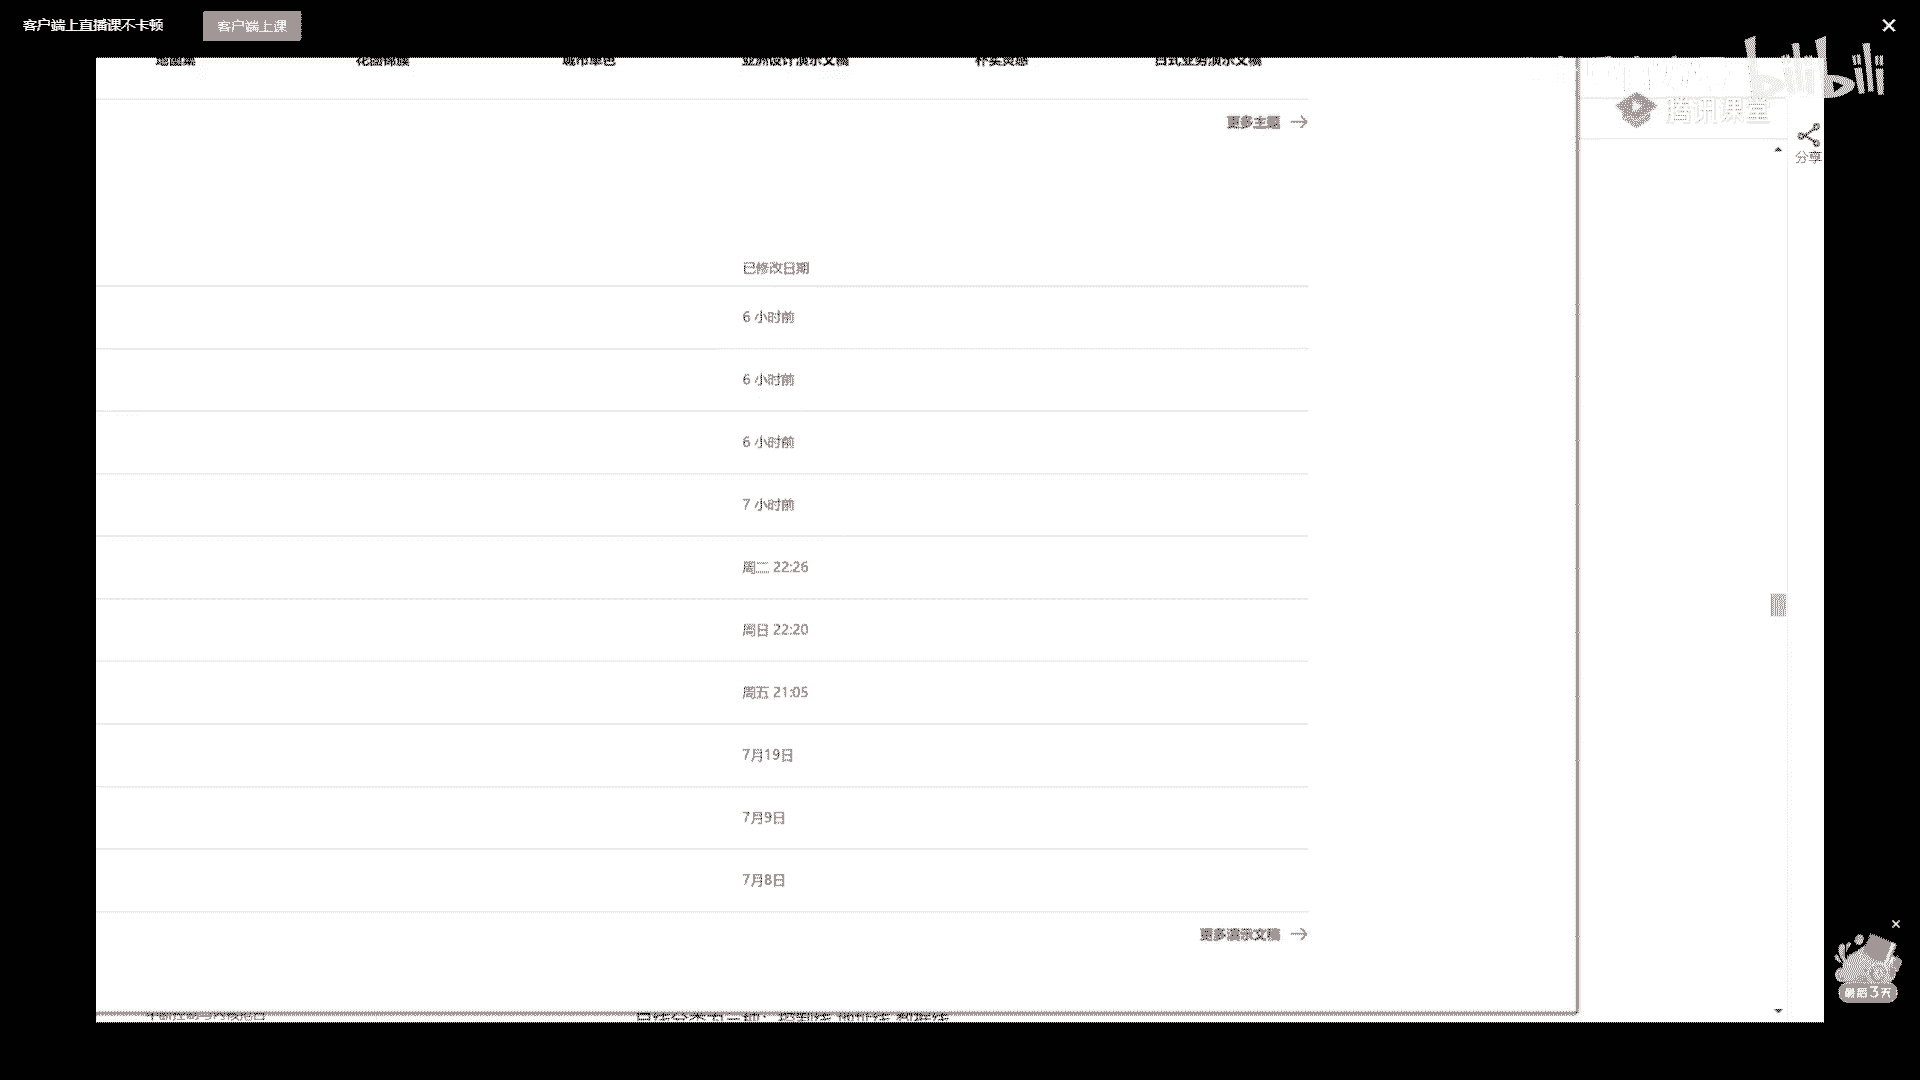 客户端上直播课不卡顿
客户端上课
bilibili
地图集
花团锦簇
城市单色
亚洲设计演示文稿
朴实灵感
日式业务演示文稿
更多主题
腾讯课堂
分享
已修改日期
6 小时前
6 小时前
6 小时前
7 小时前
周二 22:26
周日 22:20
周五 21:05
7月19日
7月9日
7月8日
更多演示文稿
最后3天